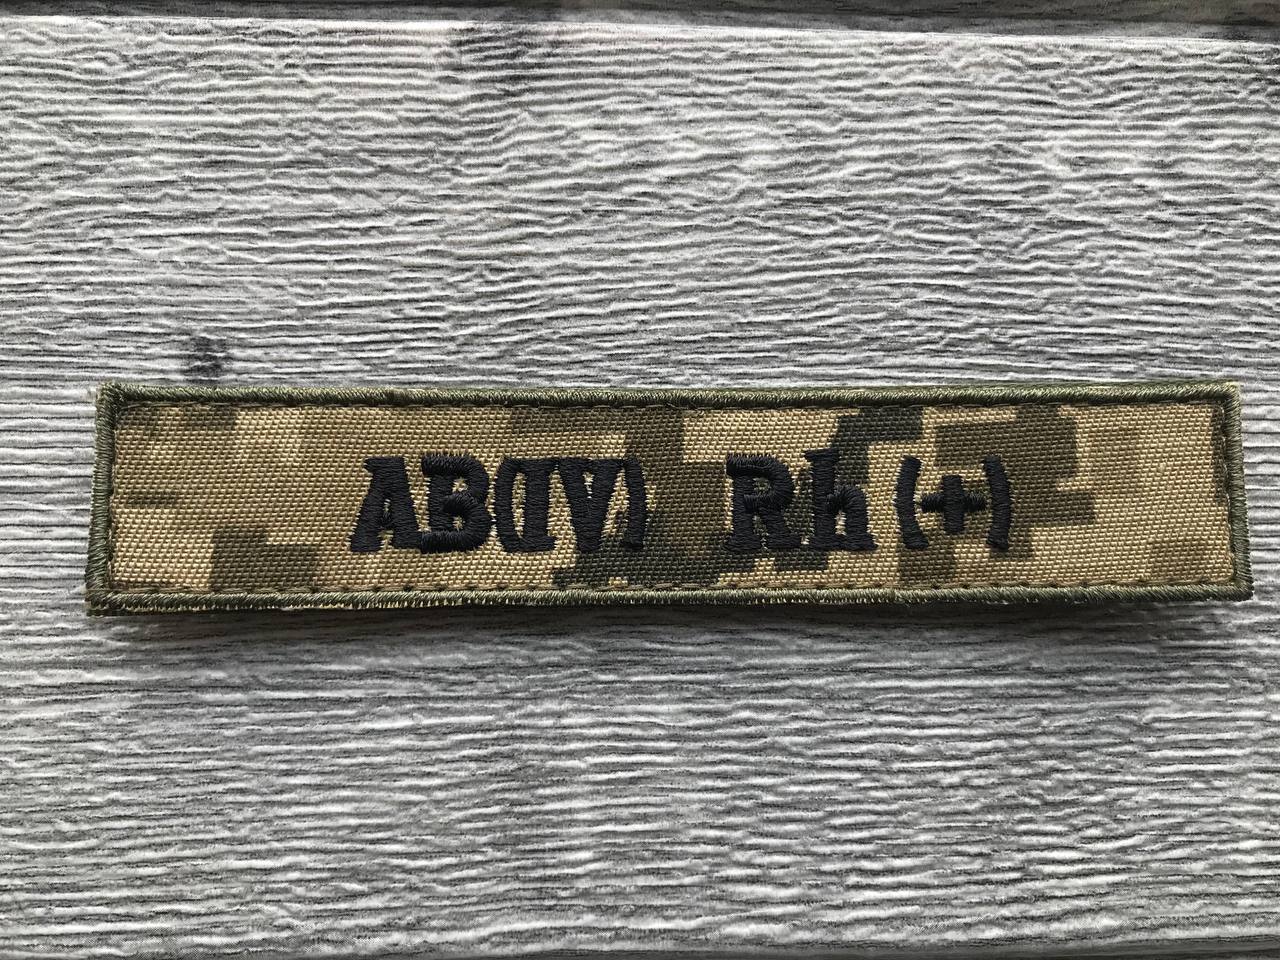 AB(IV) Rh (+)